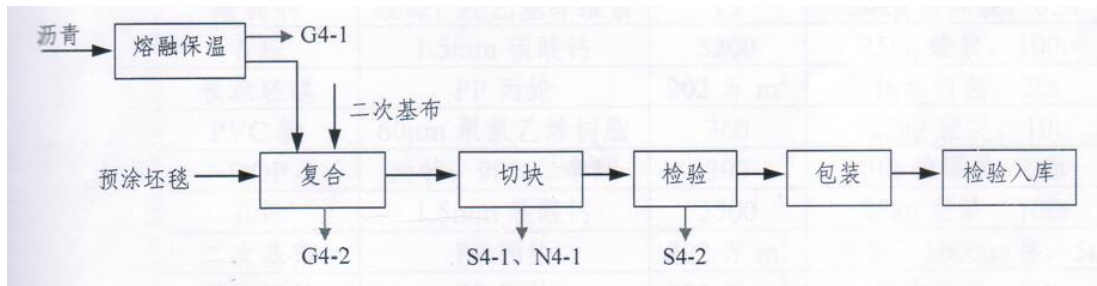 沥青
熔融保温
G4-1
二次基布
预涂坯毯
复合
切块
检验
包装
检验入库
G4-2
S4-1、N4-1
S4-2